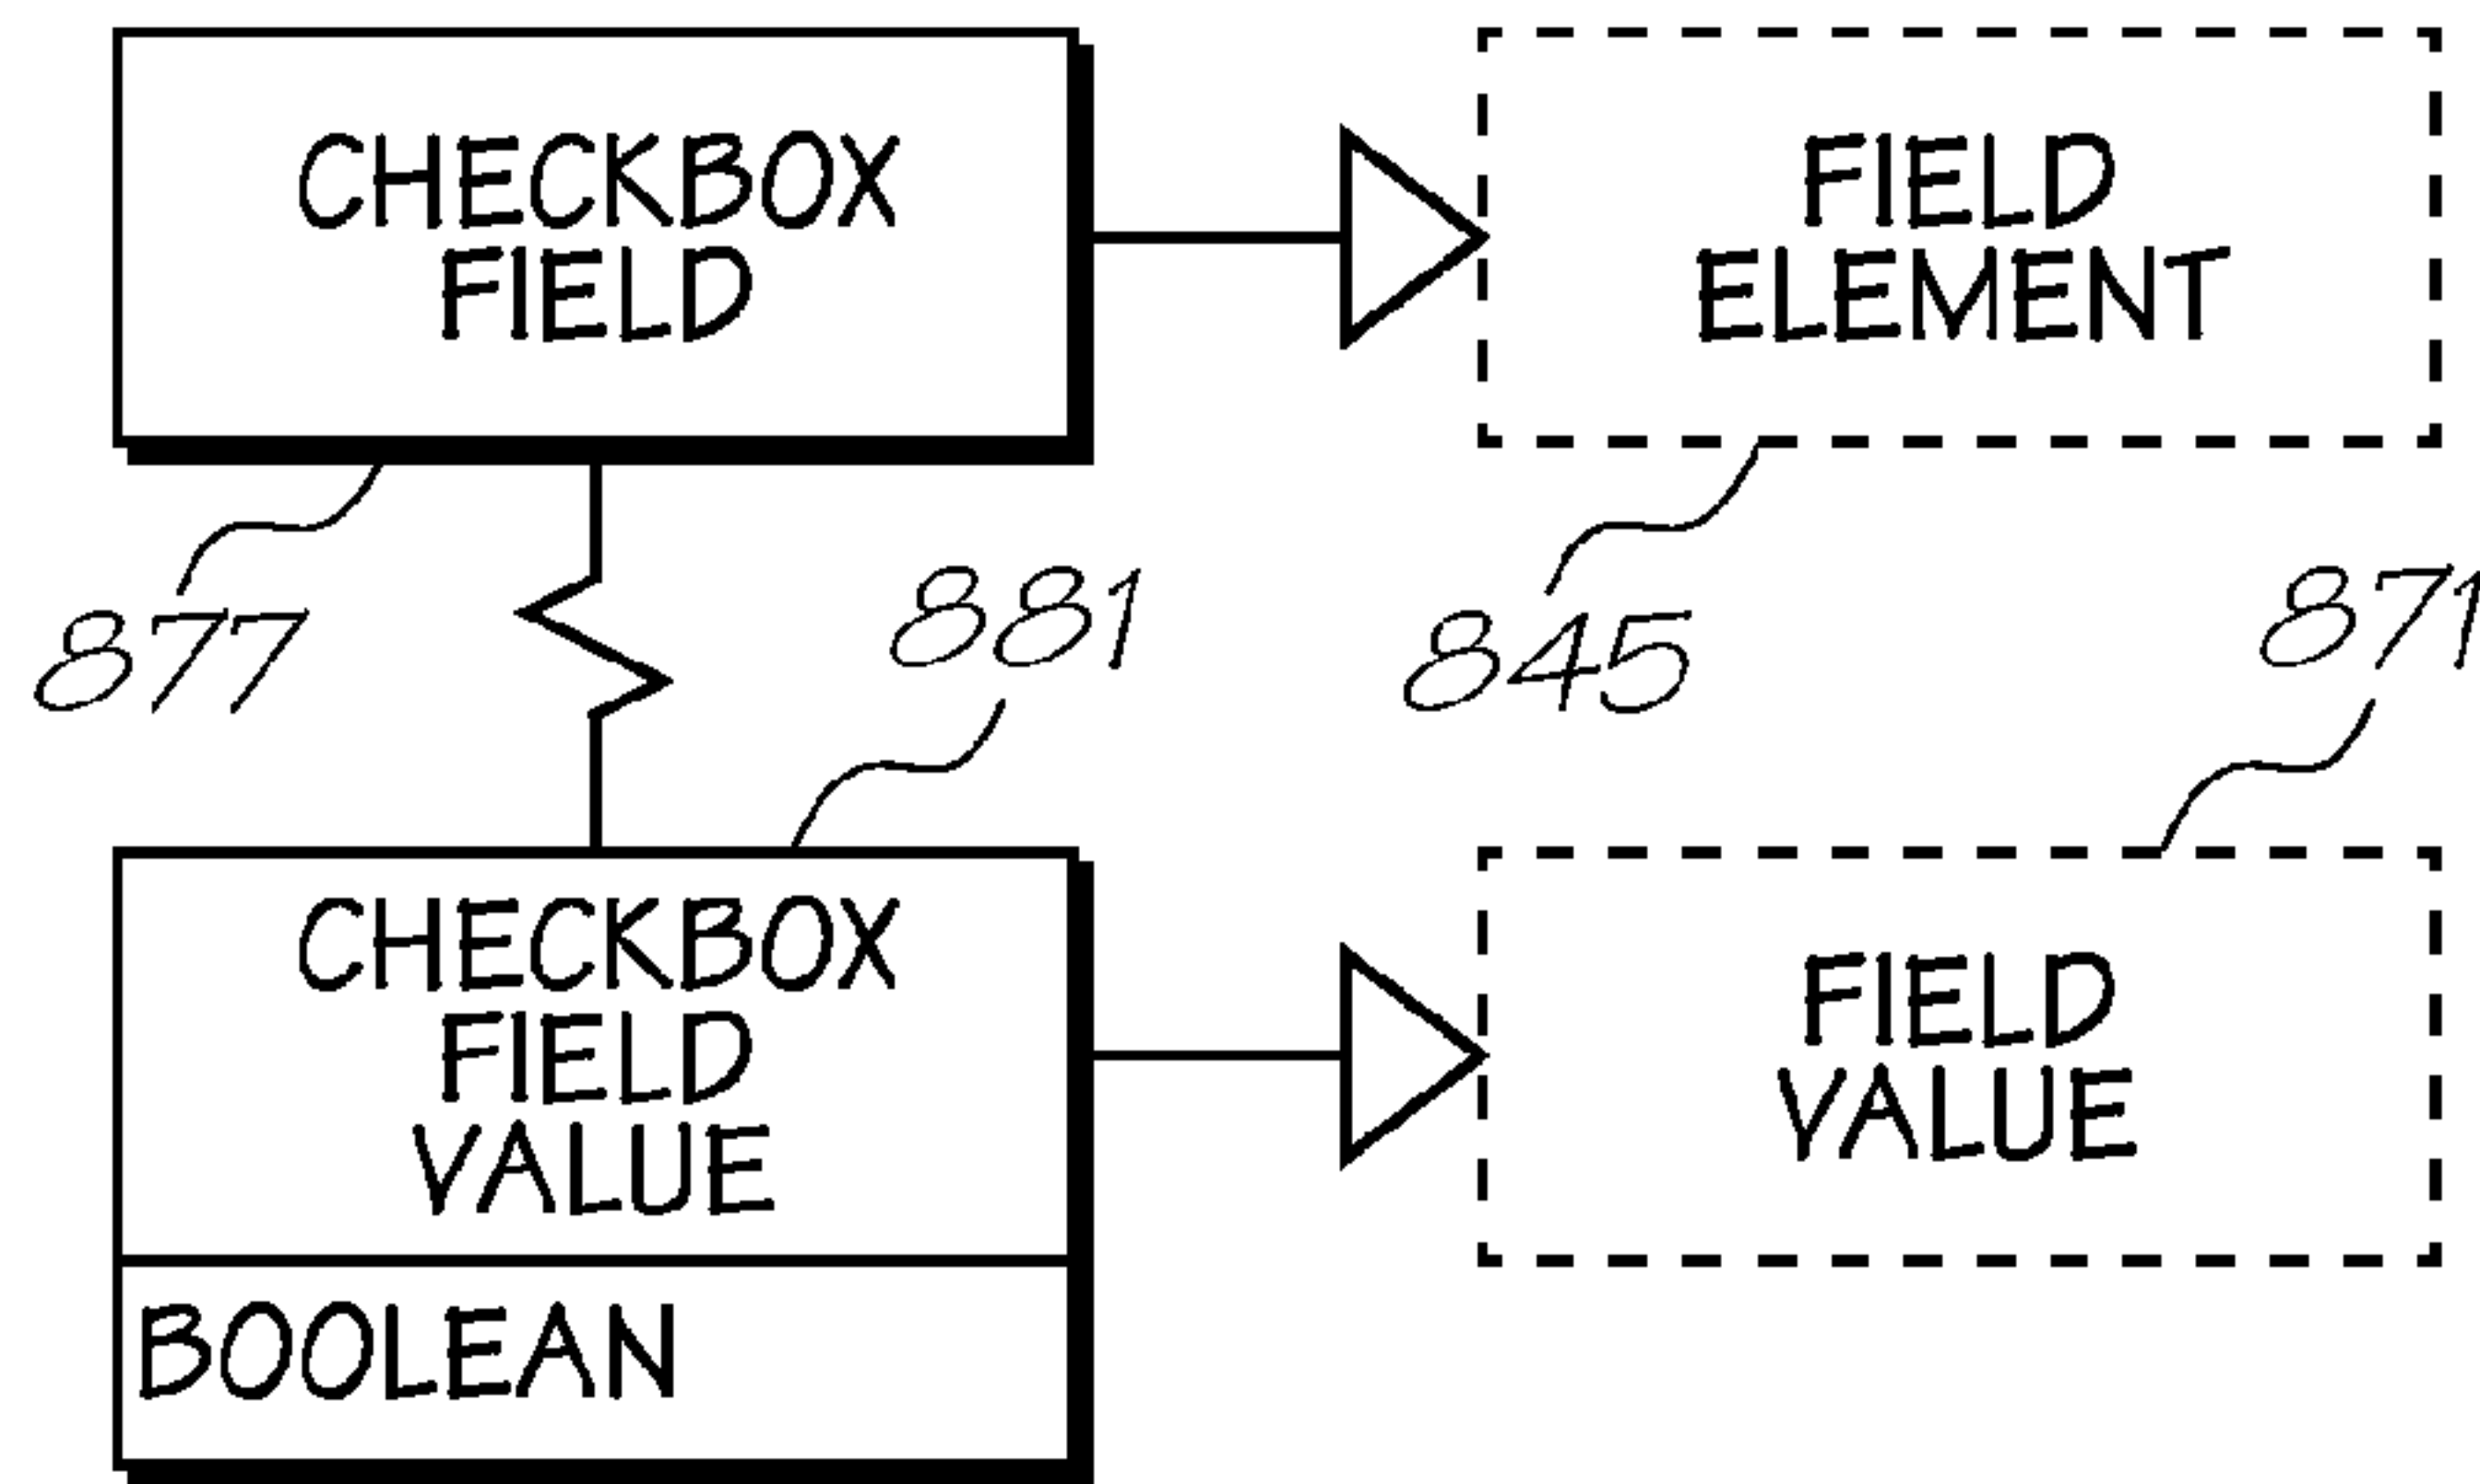 CHECKBOX
FIELD
FIELD
ELEMENT
877
881
845
871
CHECKBOX
FIELD
VALUE
FIELD
VALUE
BOOLEAN